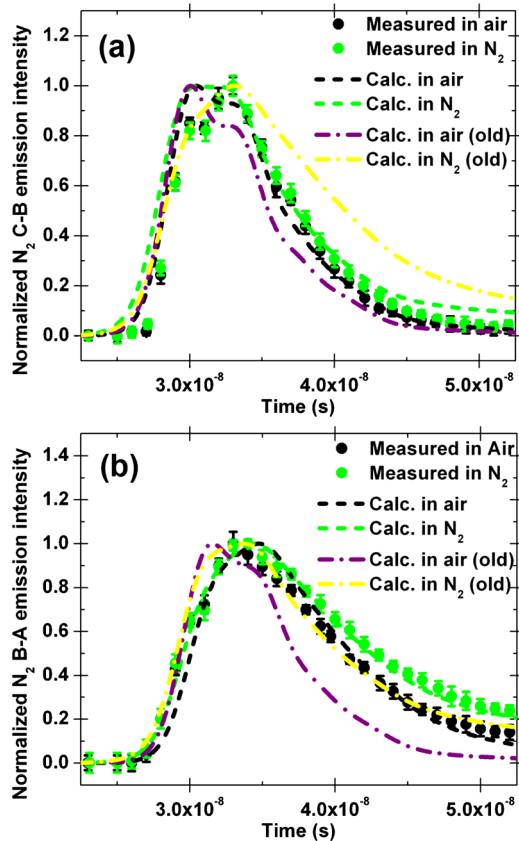 (a)
Measured in air
Measured in N₂
Calc. in air
Calc. in N₂
Calc. in air (old)
Calc. in N₂ (old)
Normalized N₂ C-B emission intensity
1.2
1.0
0.8
0.6
0.4
0.2
0.0
3.0x10⁻⁸
4.0x10⁻⁸
5.0x10⁻⁸
Time (s)
(b)
Measured in Air
Measured in N₂
Calc. in air
Calc. in N₂
Calc. in air (old)
Calc. in N₂ (old)
Normalized N₂ B-A emission intensity
1.4
1.2
1.0
0.8
0.6
0.4
0.2
0.0
3.0x10⁻⁸
4.0x10⁻⁸
5.0x10⁻⁸
Time (s)